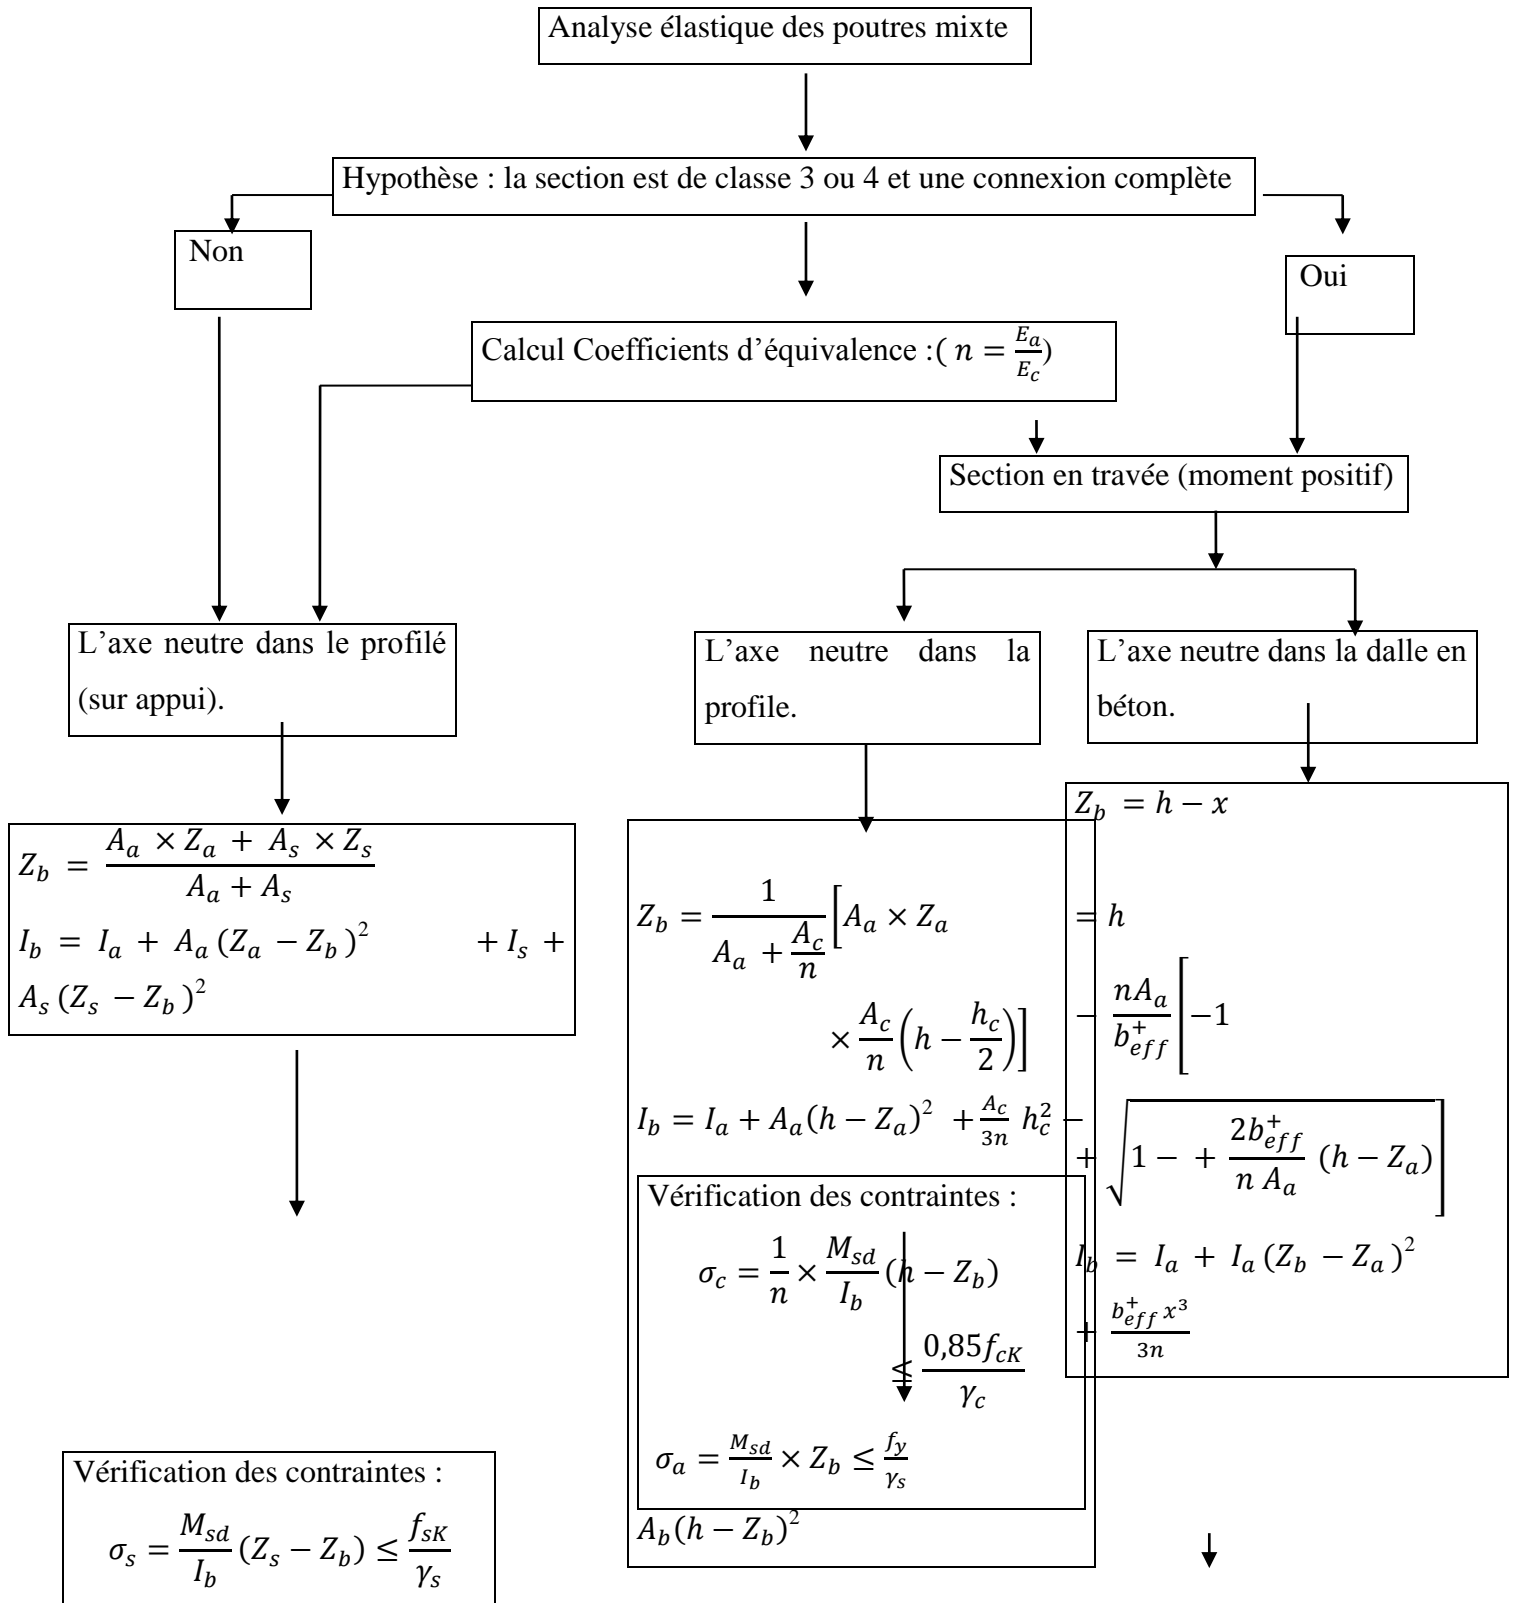 Analyse élastique des poutres mixte
Hypothèse : la section est de classe 3 ou 4 et une connexion complète
Non
Oui
Calcul Coefficients d’équivalence :( n = E_a/E_c)
Section en travée (moment positif)
L’axe neutre dans le profilé
(sur appui).
L’axe neutre dans la
profile.
L’axe neutre dans la dalle en
béton.
Z_b = (A_a × Z_a + A_s × Z_s)/(A_a + A_s)
I_b = I_a + A_a (Z_a − Z_b)² + I_s +
A_s (Z_s − Z_b)²
Vérification des contraintes :
σ_s = M_sd/I_b (Z_s − Z_b) ≤ f_sK/γ_s
Z_b = 1/(A_a + A_c/n) [A_a × Z_a
× A_c/n (h − h_c/2)]
I_b = I_a + A_a(h − Z_a)² + A_c/3n h_c² −
Vérification des contraintes :
σ_c = 1/n × M_sd/I_b (h − Z_b)
≤ 0,85f_cK/γ_c
σ_a = M_sd/I_b × Z_b ≤ f_y/γ_s
A_b(h − Z_b)²
Z_b = h − x
= h
− nA_a/b_eff^+ [−1
+ √(1 − + 2b_eff^+/(n A_a) (h − Z_a))]
I_b = I_a + I_a (Z_b − Z_a)²
+ b_eff^+ x³/3n